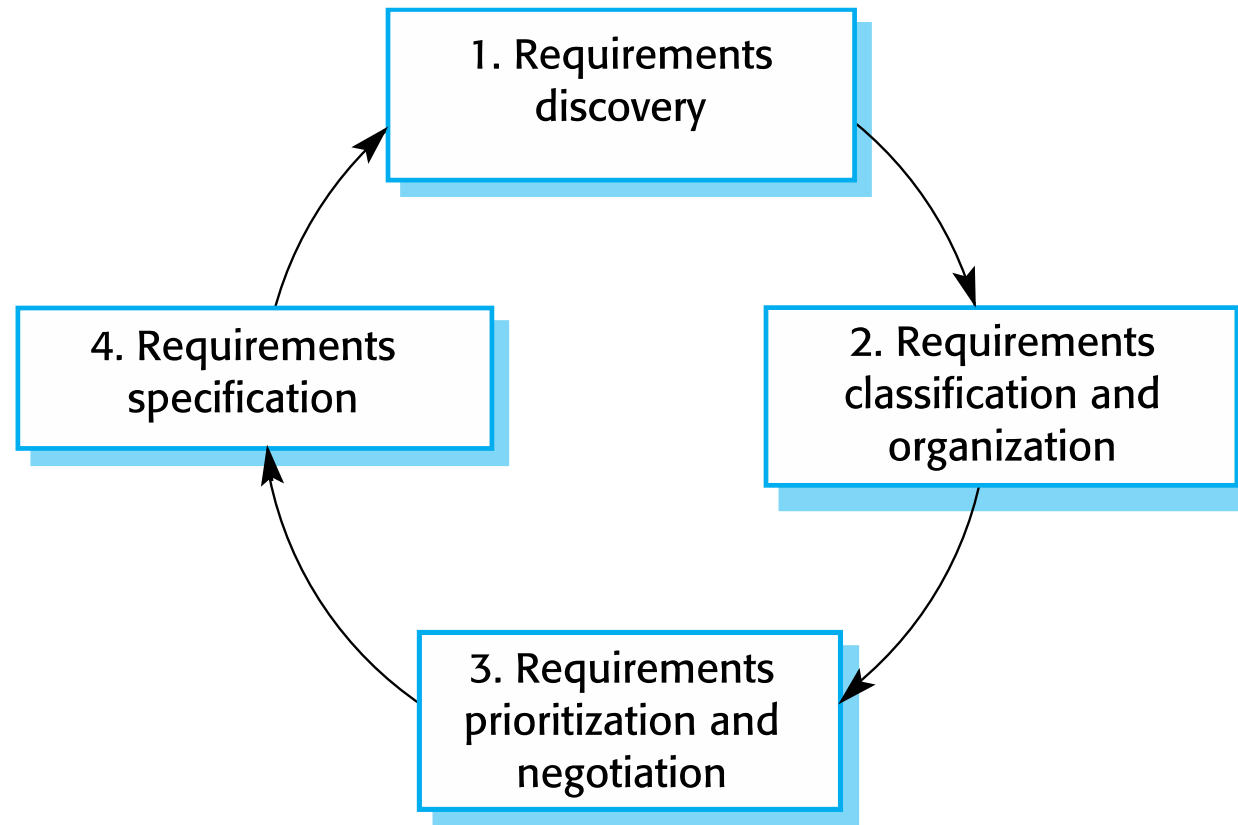 1. Requirements
discovery
2. Requirements
classification and
organization
3. Requirements
prioritization and
negotiation
4. Requirements
specification